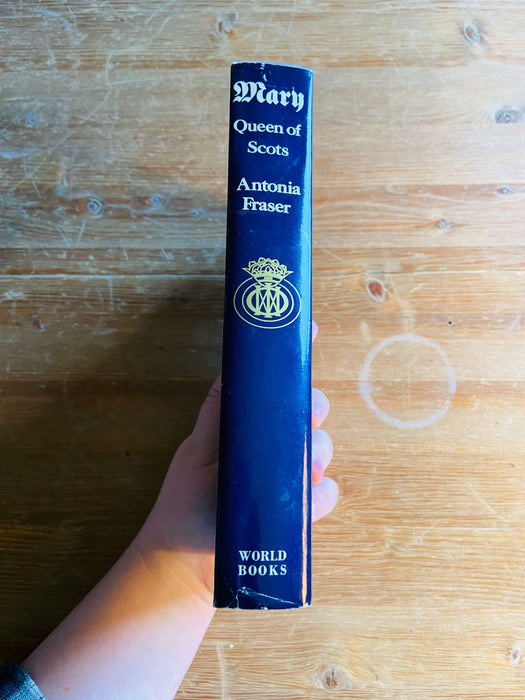 Mary
Queen of
Scots
Antonia
Fraser
WORLD
BOOKS